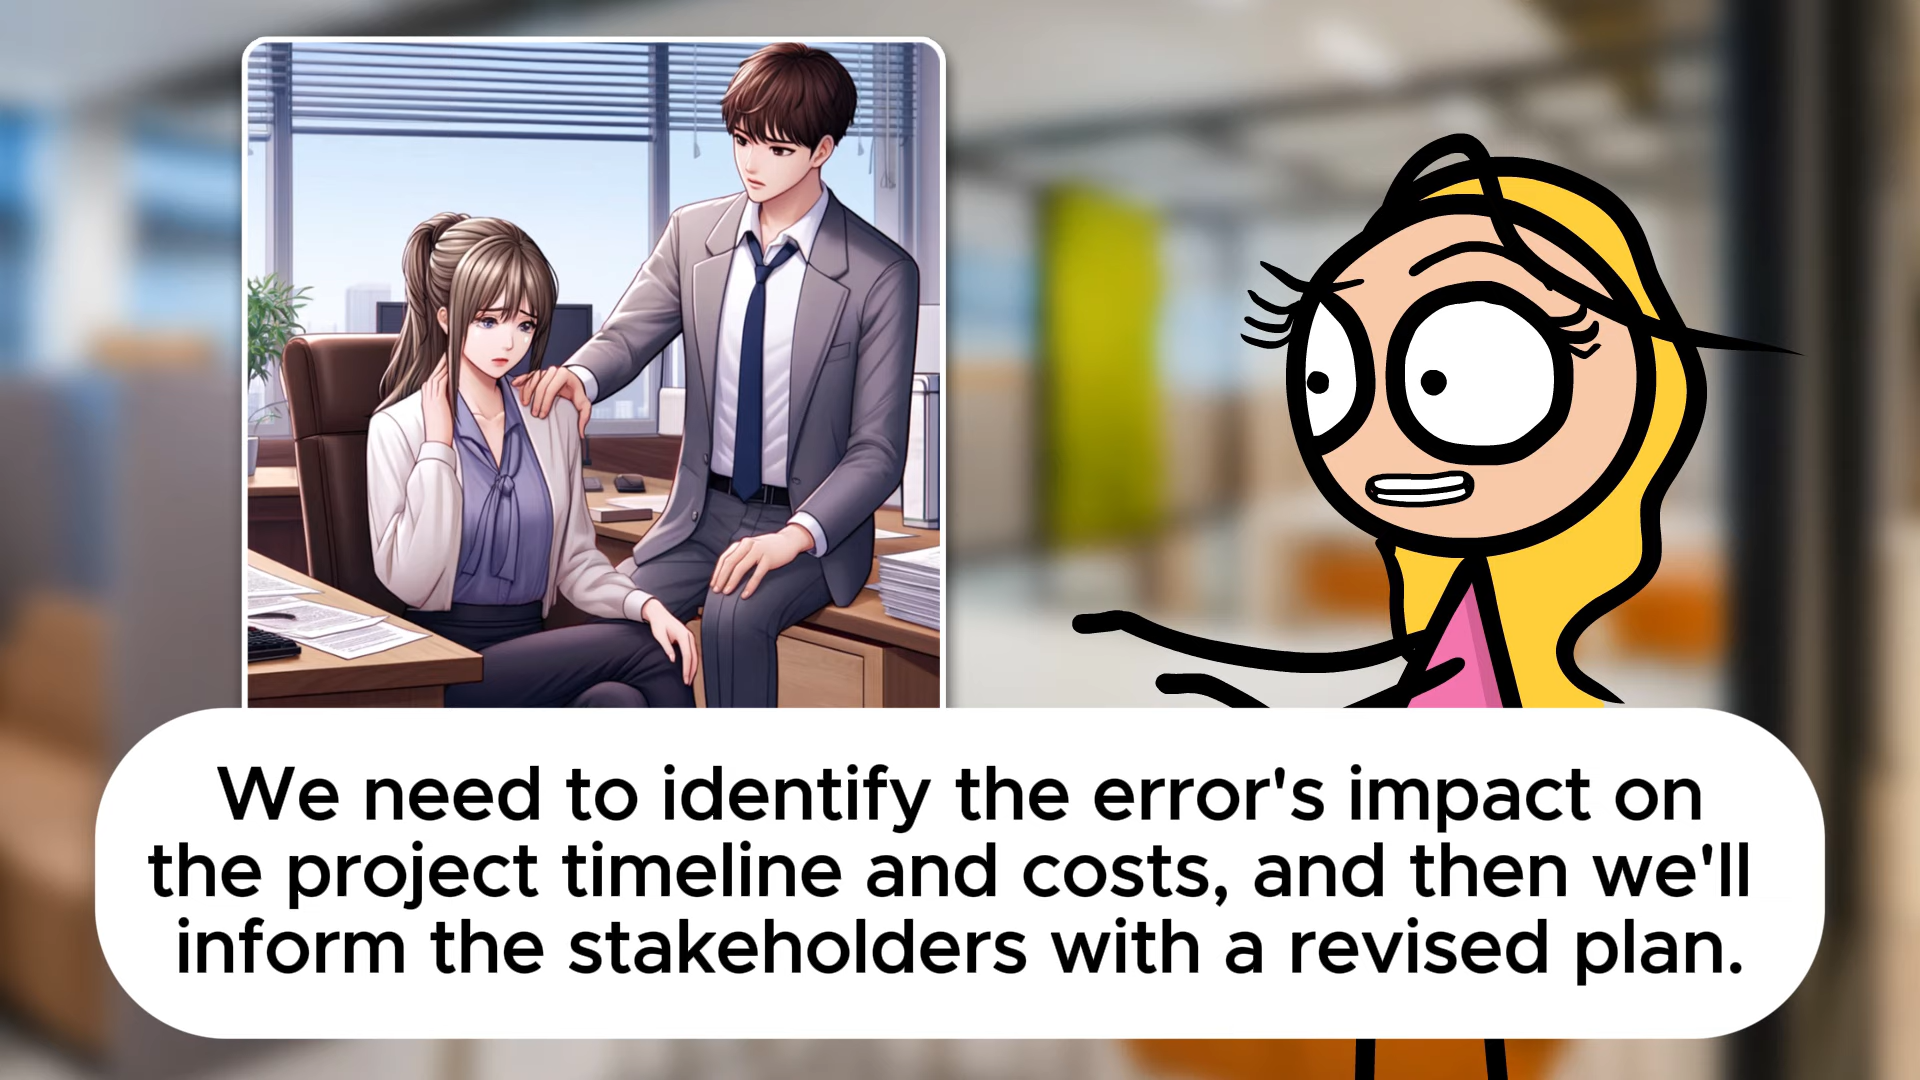 We need to identify the error's impact on
the project timeline and costs, and then we'll
inform the stakeholders with a revised plan.